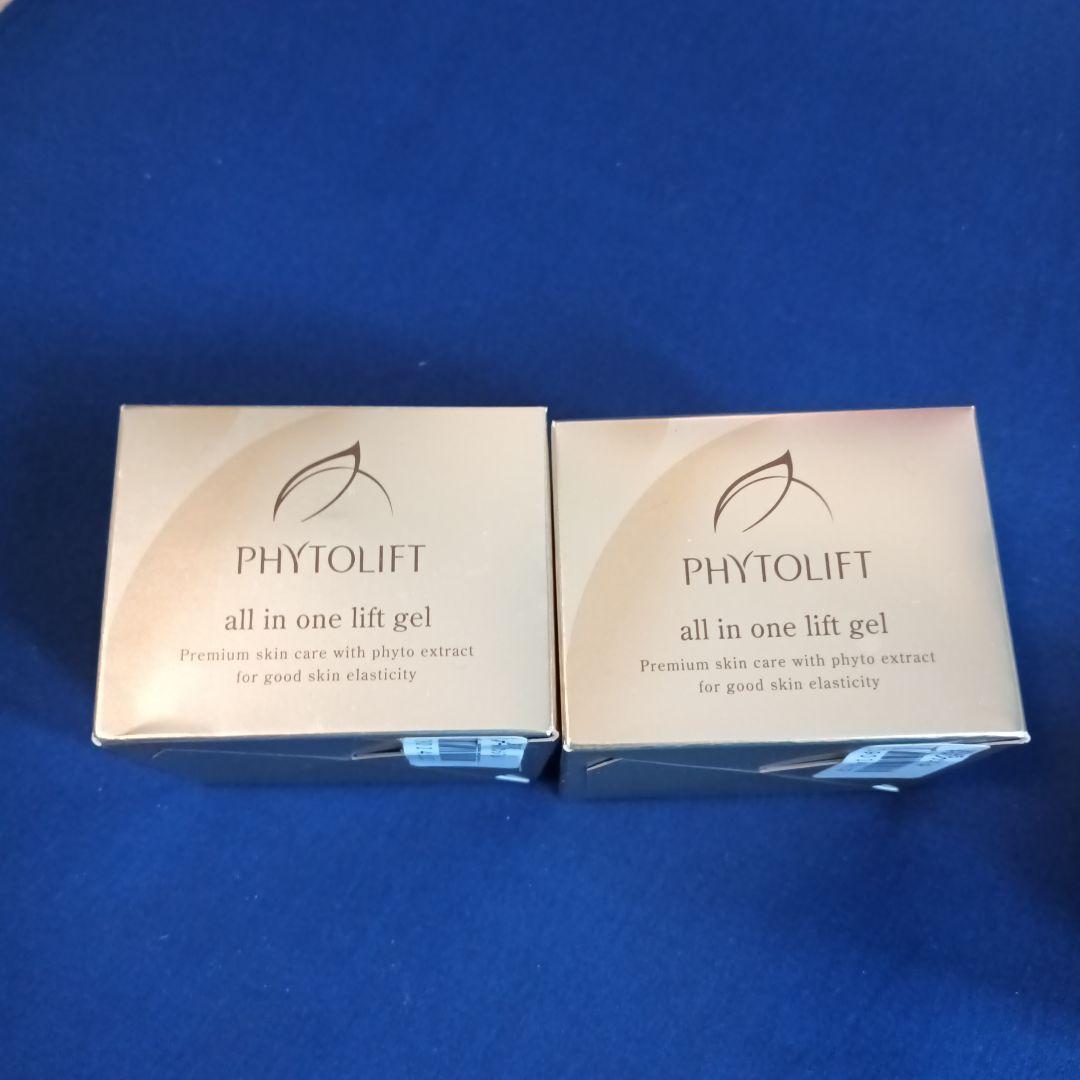 PHYTOLIFT
all in one lift gel
Premium skin care with phyto extract
for good skin elasticity
PHYTOLIFT
all in one lift gel
Premium skin care with phyto extract
for good skin elasticity